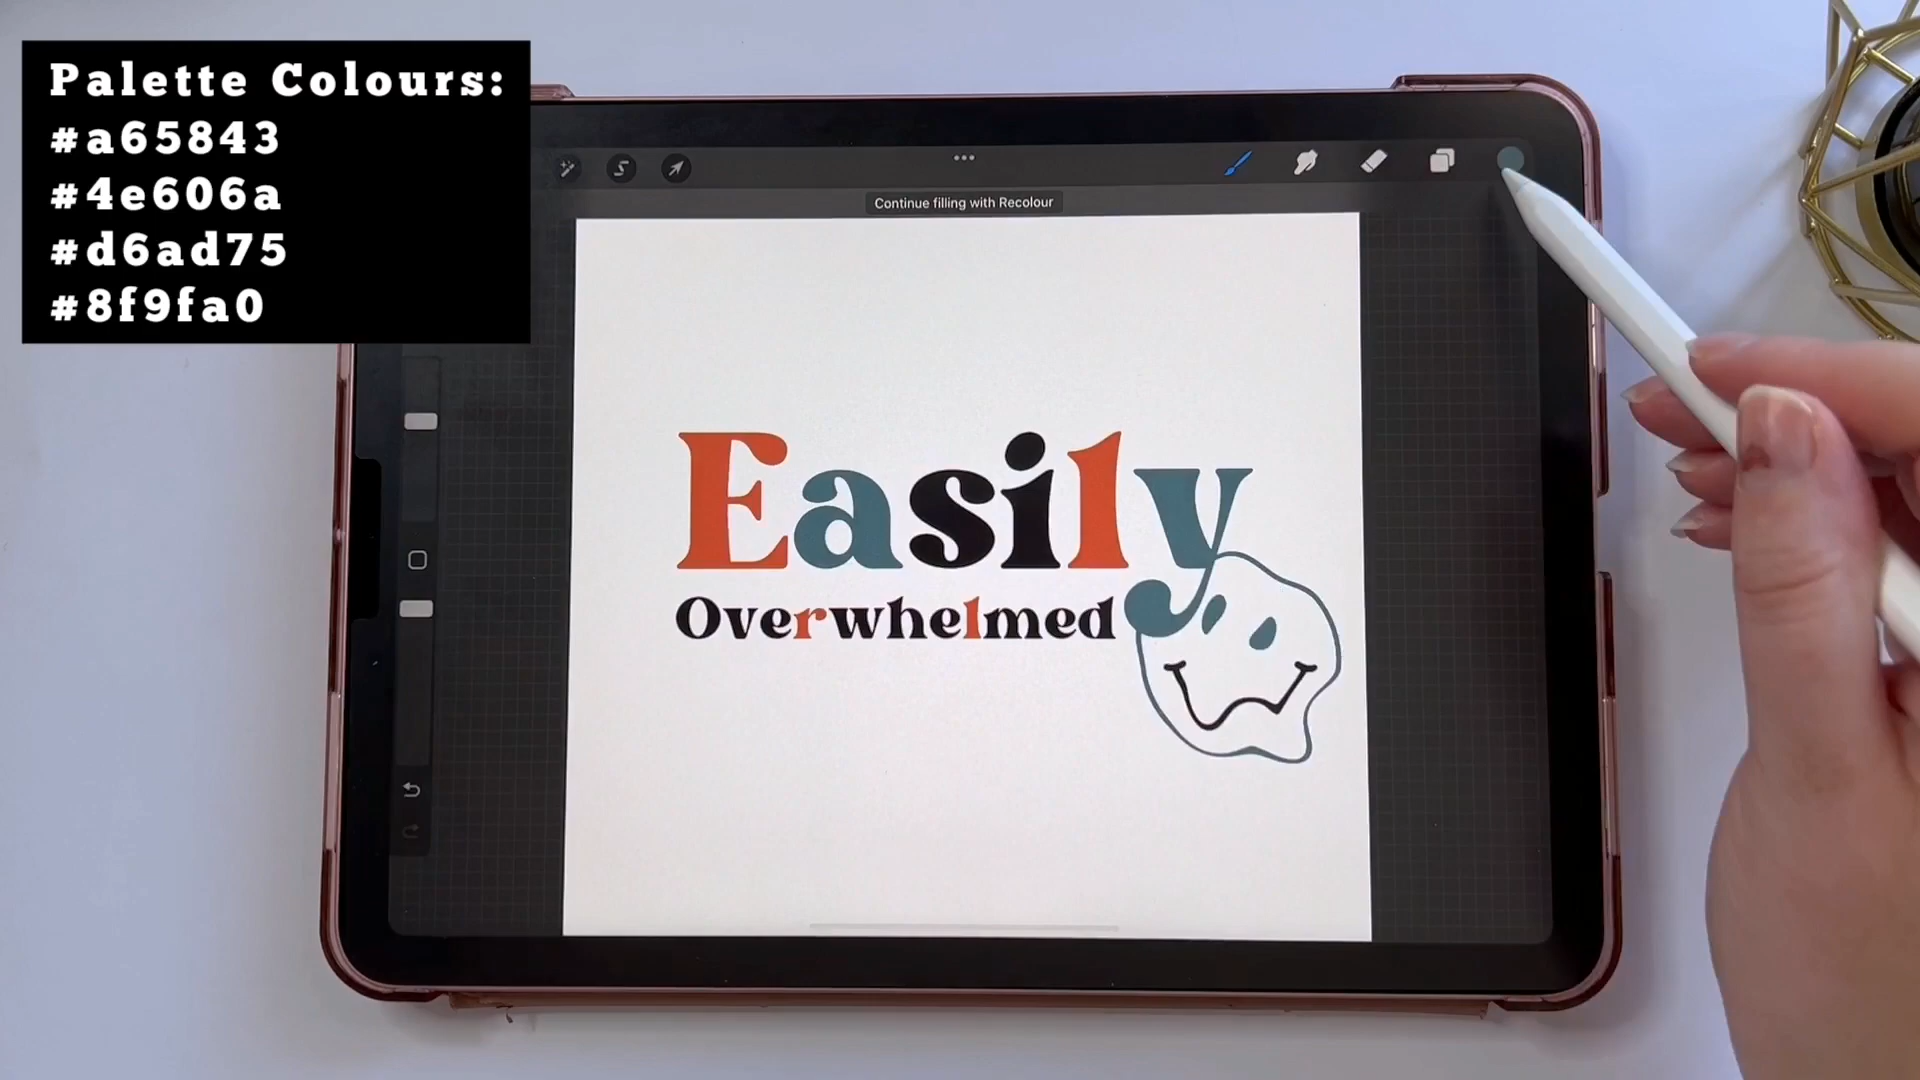 Palette Colours:
#a65843
#4e606a
#d6ad75
#8f9fa0
Continue filling with Recolour
Easily
Overwhelmed